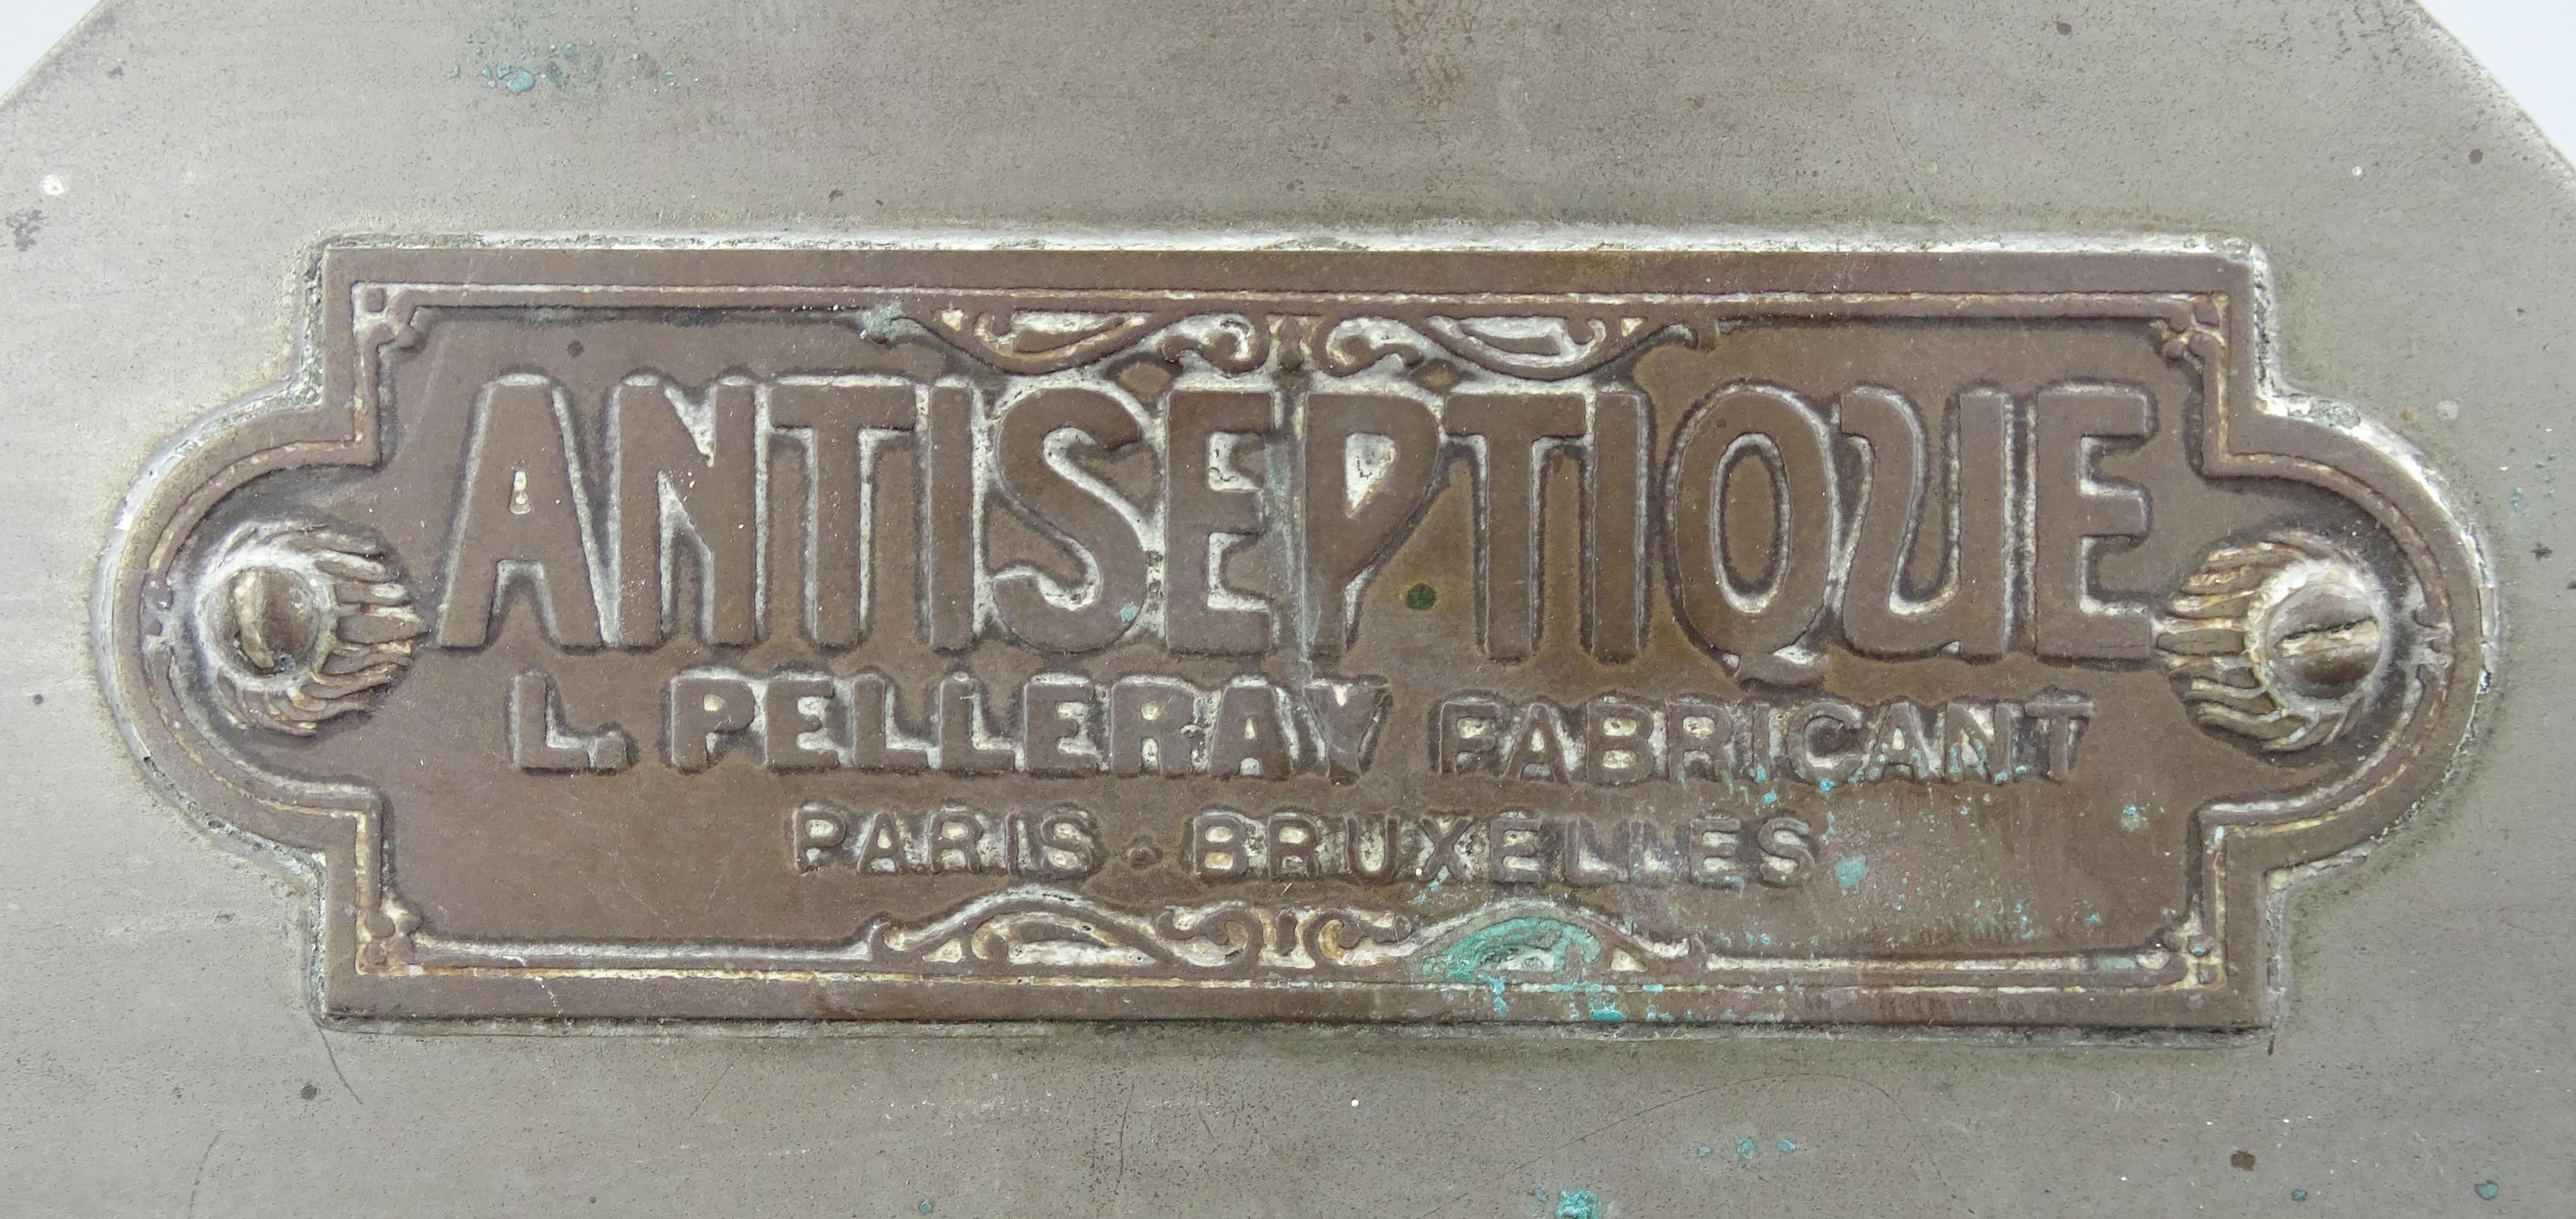 ANTISEPTIQUE
L. PELLERAY FABRICANT
PARIS · BRUXELLES